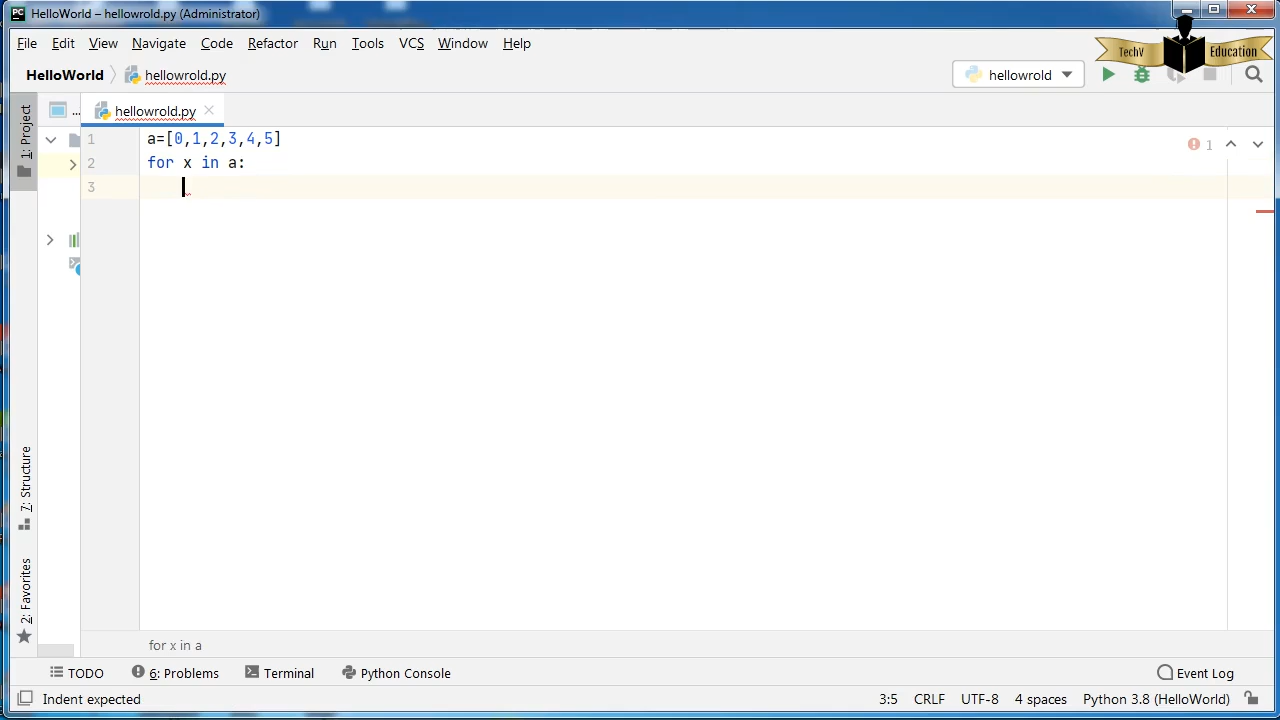 PC HelloWorld – hellowrold.py (Administrator)
File Edit View Navigate Code Refactor Run Tools VCS Window Help
TechV Education
HelloWorld hellowrold.py hellowrold
1: Project ... hellowrold.py
1 a=[0,1,2,3,4,5]
1
2 for x in a:
3
7: Structure
2: Favorites
for x in a
TODO 6: Problems Terminal Python Console Event Log
Indent expected 3:5 CRLF UTF-8 4 spaces Python 3.8 (HelloWorld)